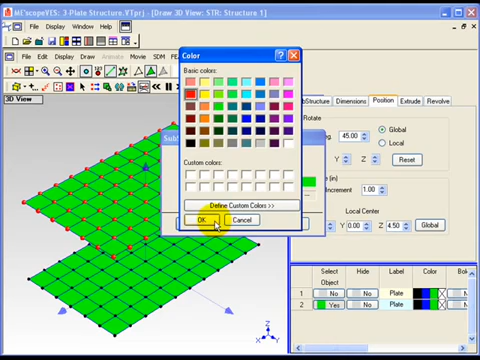 ME'scopeVES: 3-Plate Structure.VTprj - [Draw 3D View: STR: Structure 1]
Display Window Help
File Edit Draw Display Animate Movie
3D View
Color
Basic colors:
Custom colors:
Define Custom Colors >>
OK Cancel
Dimensions Position Extrude Revolve
Rotate
45.00
Global
Local
Y Z
Reset
[in]
Increment 1.00
Local Center
Y 0.00 Z 4.50 Global
Select Object Hide Label Color
1 No No Plate
2 Yes No Plate
Z
X Y